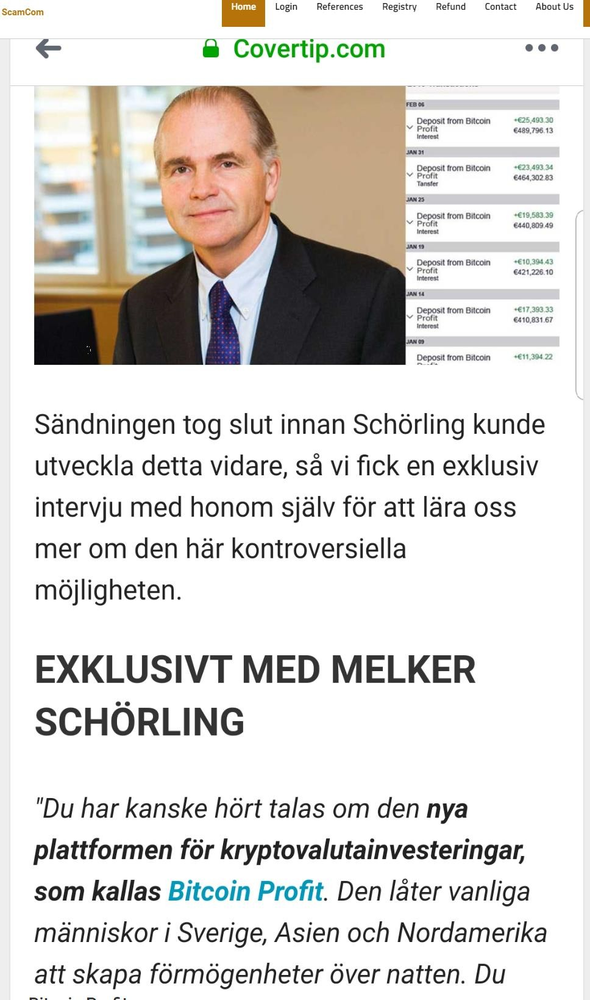 ScamCom
Home Login References Registry Refund Contact About Us
Covertip.com
FEB 06
Deposit from Bitcoin +€25,493.30
Profit €489,796.13
Interest
JAN 31
Deposit from Bitcoin +€23,493.34
Profit €464,302.83
Tansfer
JAN 25
Deposit from Bitcoin +€19,583.39
Profit €440,809.49
Interest
JAN 19
Deposit from Bitcoin +€10,394.43
Profit €421,226.10
Interest
JAN 14
Deposit from Bitcoin +€17,393.33
Profit €410,831.67
Interest
JAN 09
Deposit from Bitcoin +€11,394.22
Sändningen tog slut innan Schörling kunde
utveckla detta vidare, så vi fick en exklusiv
intervju med honom själv för att lära oss
mer om den här kontroversiella
möjligheten.
EXKLUSIVT MED MELKER
SCHÖRLING
"Du har kanske hört talas om den nya
plattformen för kryptovalutainvesteringar,
som kallas Bitcoin Profit. Den låter vanliga
människor i Sverige, Asien och Nordamerika
att skapa förmögenheter över natten. Du